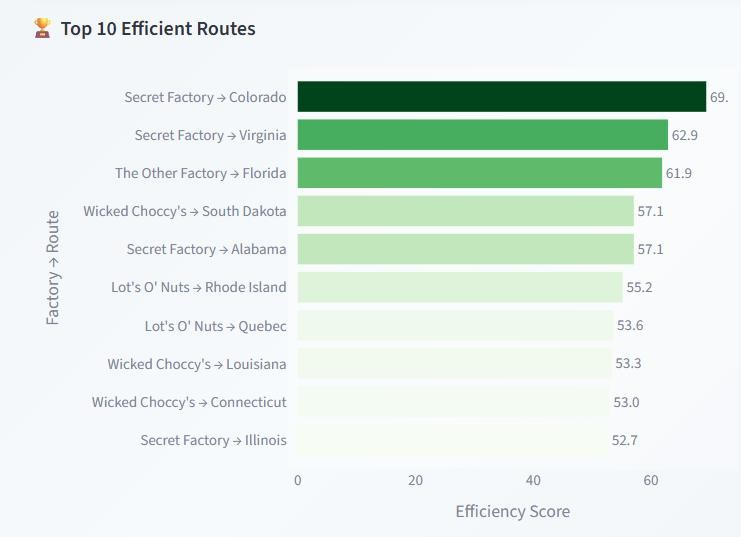 🏆 Top 10 Efficient Routes
Secret Factory → Colorado 69.
Secret Factory → Virginia 62.9
The Other Factory → Florida 61.9
Wicked Choccy's → South Dakota 57.1
Secret Factory → Alabama 57.1
Lot's O' Nuts → Rhode Island 55.2
Lot's O' Nuts → Quebec 53.6
Wicked Choccy's → Louisiana 53.3
Wicked Choccy's → Connecticut 53.0
Secret Factory → Illinois 52.7
Factory → Route
0 20 40 60
Efficiency Score